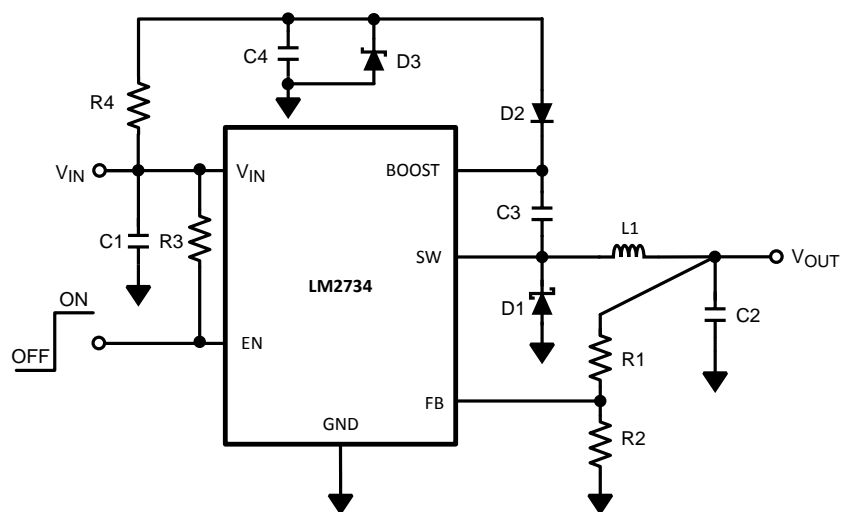 C4
D3
R4
D2
V_IN
V_IN
BOOST
C3
C1
R3
L1
SW
V_OUT
LM2734
ON
D1
C2
OFF
EN
R1
FB
GND
R2